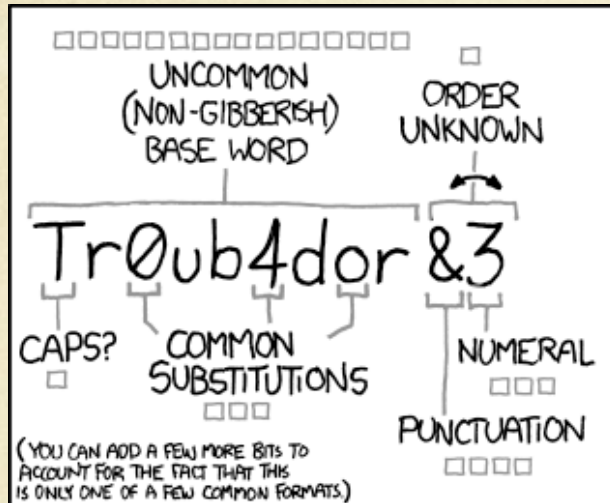 UNCOMMON
(NON-GIBBERISH)
BASE WORD
ORDER
UNKNOWN
Tr0ub4dor &3
CAPS?
COMMON
SUBSTITUTIONS
NUMERAL
PUNCTUATION
(YOU CAN ADD A FEW MORE BITS TO
ACCOUNT FOR THE FACT THAT THIS
IS ONLY ONE OF A FEW COMMON FORMATS.)